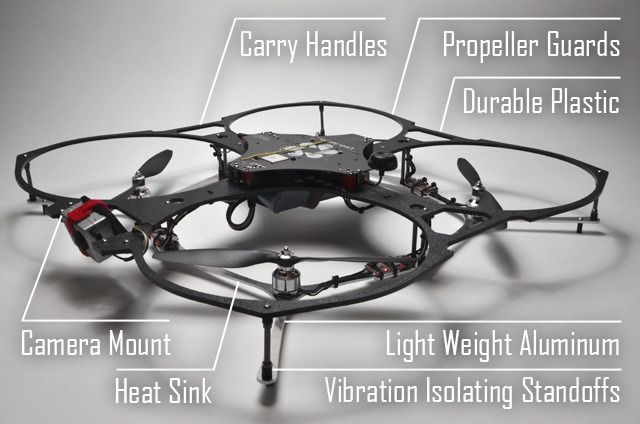 Carry Handles
Propeller Guards
Durable Plastic
Camera Mount
Light Weight Aluminum
Heat Sink
Vibration Isolating Standoffs